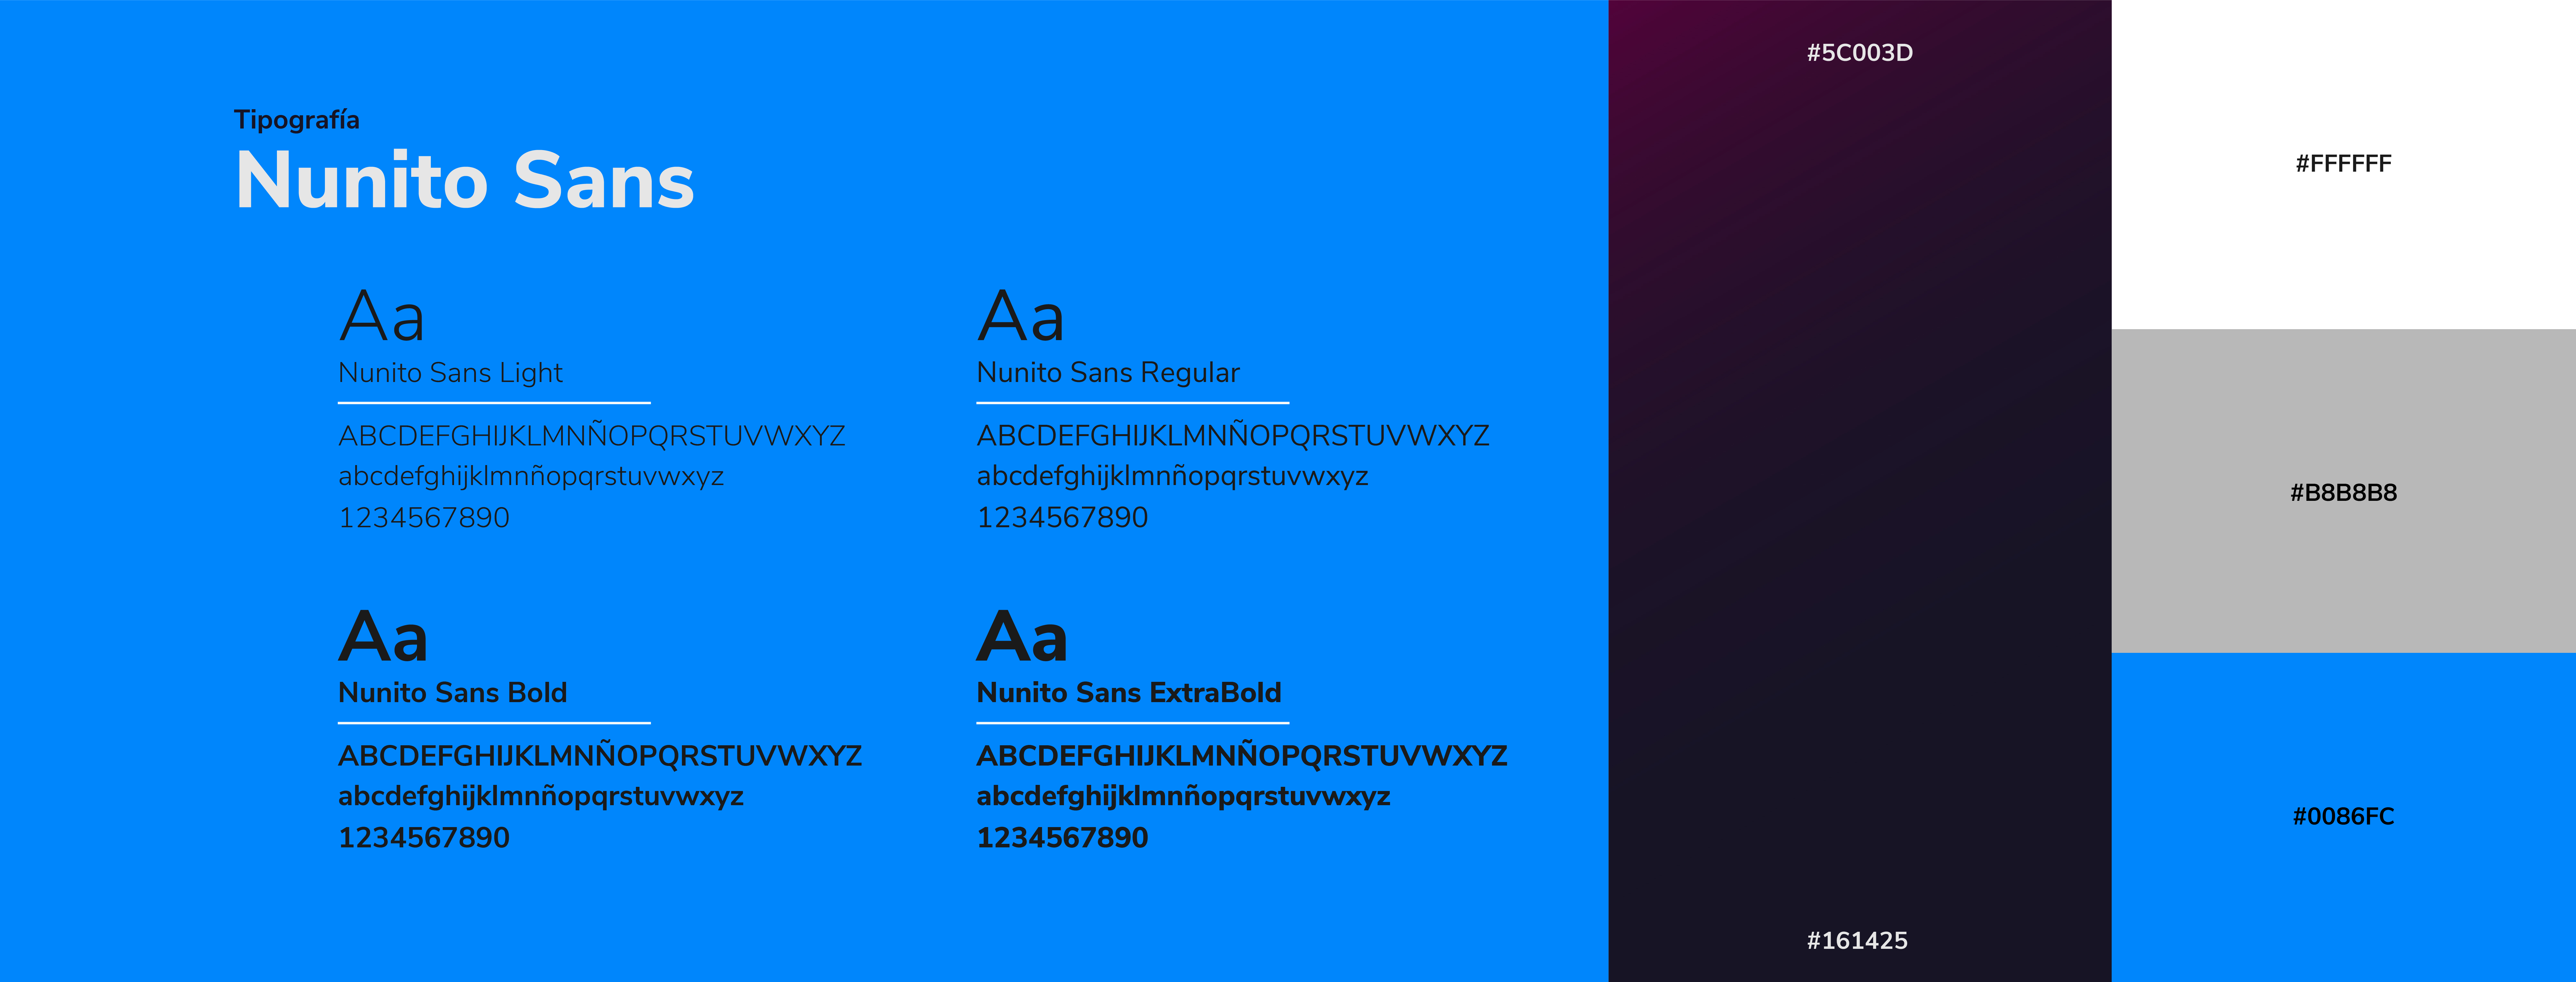 Tipografía
Nunito Sans
Aa
Nunito Sans Light
ABCDEFGHIJKLMNÑOPQRSTUVWXYZ
abcdefghijklmnñopqrstuvwxyz
1234567890
Aa
Nunito Sans Regular
ABCDEFGHIJKLMNÑOPQRSTUVWXYZ
abcdefghijklmnñopqrstuvwxyz
1234567890
Aa
Nunito Sans Bold
ABCDEFGHIJKLMNÑOPQRSTUVWXYZ
abcdefghijklmnñopqrstuvwxyz
1234567890
Aa
Nunito Sans ExtraBold
ABCDEFGHIJKLMNÑOPQRSTUVWXYZ
abcdefghijklmnñopqrstuvwxyz
1234567890
#5C003D
#161425
#FFFFFF
#B8B8B8
#0086FC